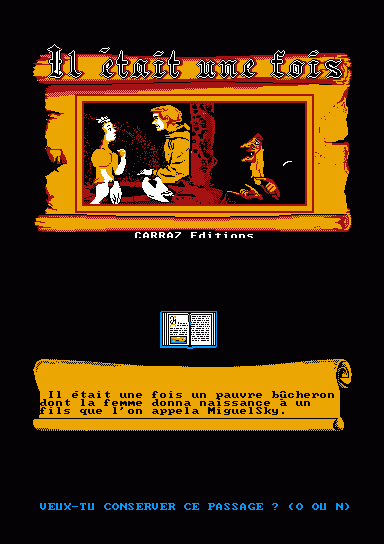 Il était une fois
CARRAZ Editions
Il était une fois un pauvre bûcheron
dont la femme donna naissance à un
fils que l'on appela MiguelSky.
VEUX-TU CONSERVER CE PASSAGE ? (O OU N)